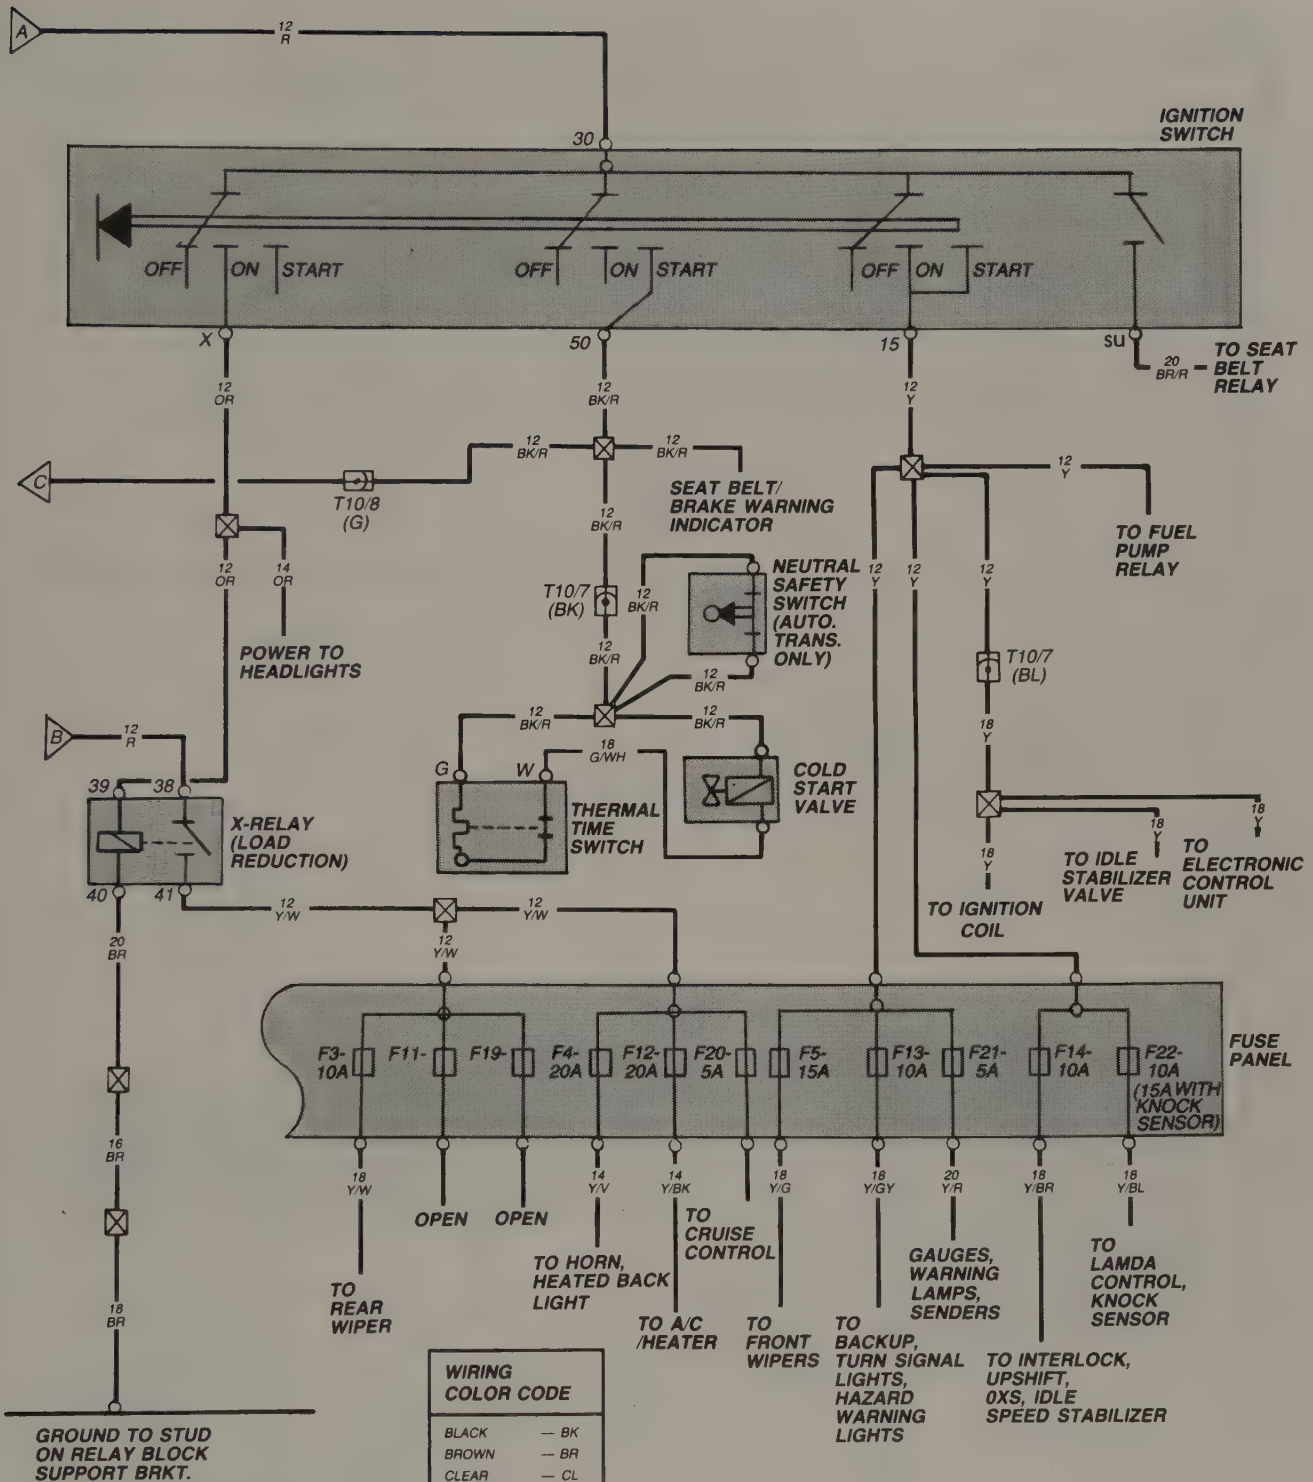 A
12
R
IGNITION
SWITCH
30
OFF ON START
OFF ON START
OFF ON START
X
50
15
su
12
OR
12
BK/R
12
Y
20
BR/R
TO SEAT
BELT
RELAY
C
T10/8
(G)
12
BK/R
12
BK/R
SEAT BELT/
BRAKE WARNING
INDICATOR
12
Y
TO FUEL
PUMP
RELAY
12
OR
14
OR
POWER TO
HEADLIGHTS
12
BK/R
T10/7
(BK)
12
BK/R
12
BK/R
12
BK/R
NEUTRAL
SAFETY
SWITCH
(AUTO.
TRANS.
ONLY)
12
Y
12
Y
12
Y
T10/7
(BL)
18
Y
B
12
R
39
38
X-RELAY
(LOAD
REDUCTION)
40
41
12
BK/R
12
BK/R
18
G/WH
G
W
THERMAL
TIME
SWITCH
COLD
START
VALVE
18
Y
18
Y
18
Y
TO IGNITION
COIL
TO IDLE
STABILIZER
VALVE
TO
ELECTRONIC
CONTROL
UNIT
20
BR
12
Y/W
12
Y/W
12
Y/W
FUSE
PANEL
F3-
10A
F11-
F19-
F4-
20A
F12-
20A
F20-
5A
F5-
15A
F13-
10A
F21-
5A
F14-
10A
F22-
10A
(15A WITH
KNOCK
SENSOR)
16
BR
18
Y/W
14
Y/V
14
Y/BK
18
Y/G
18
Y/GY
20
Y/R
18
Y/BR
18
Y/BL
TO
REAR
WIPER
OPEN
OPEN
TO HORN,
HEATED BACK
LIGHT
TO A/C
/HEATER
TO
CRUISE
CONTROL
TO
FRONT
WIPERS
TO
BACKUP,
TURN SIGNAL
LIGHTS,
HAZARD
WARNING
LIGHTS
GAUGES,
WARNING
LAMPS,
SENDERS
TO INTERLOCK,
UPSHIFT,
0XS, IDLE
SPEED STABILIZER
TO
LAMDA
CONTROL,
KNOCK
SENSOR
18
BR
GROUND TO STUD
ON RELAY BLOCK
SUPPORT BRKT.
WIRING
COLOR CODE
BLACK — BK
BROWN — BR
CLEAR — CL